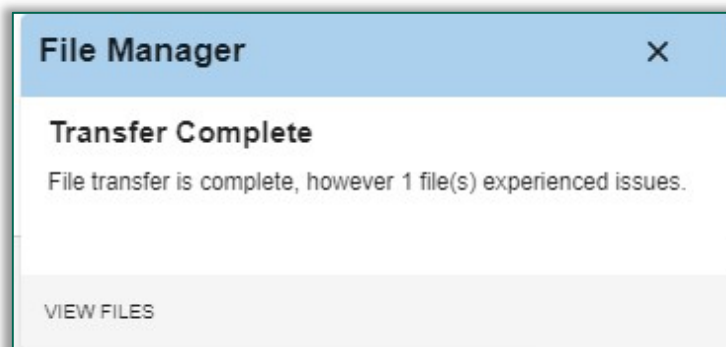 File Manager
Transfer Complete
File transfer is complete, however 1 file(s) experienced issues.
VIEW FILES